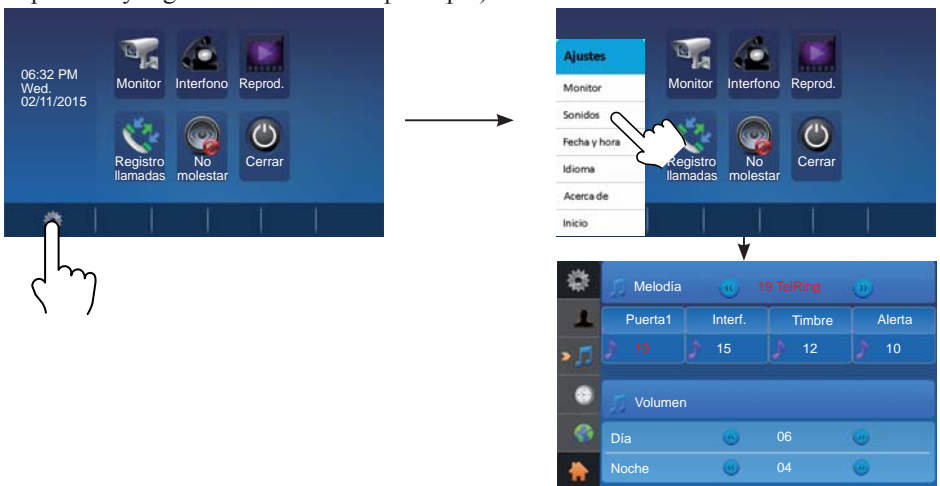 06:32 PM
Wed.
02/11/2015
Monitor
Interfono
Reprod.
Registro
llamadas
No
molestar
Cerrar
Ajustes
Monitor
Sonidos
Fecha y hora
Idioma
Acerca de
Inicio
Monitor
Interfono
Reprod.
Registro
llamadas
No
molestar
Cerrar
Melodía
19 TelRing
Puerta1
Interf.
Timbre
Alerta
19
15
12
10
Volumen
Día
06
Noche
04